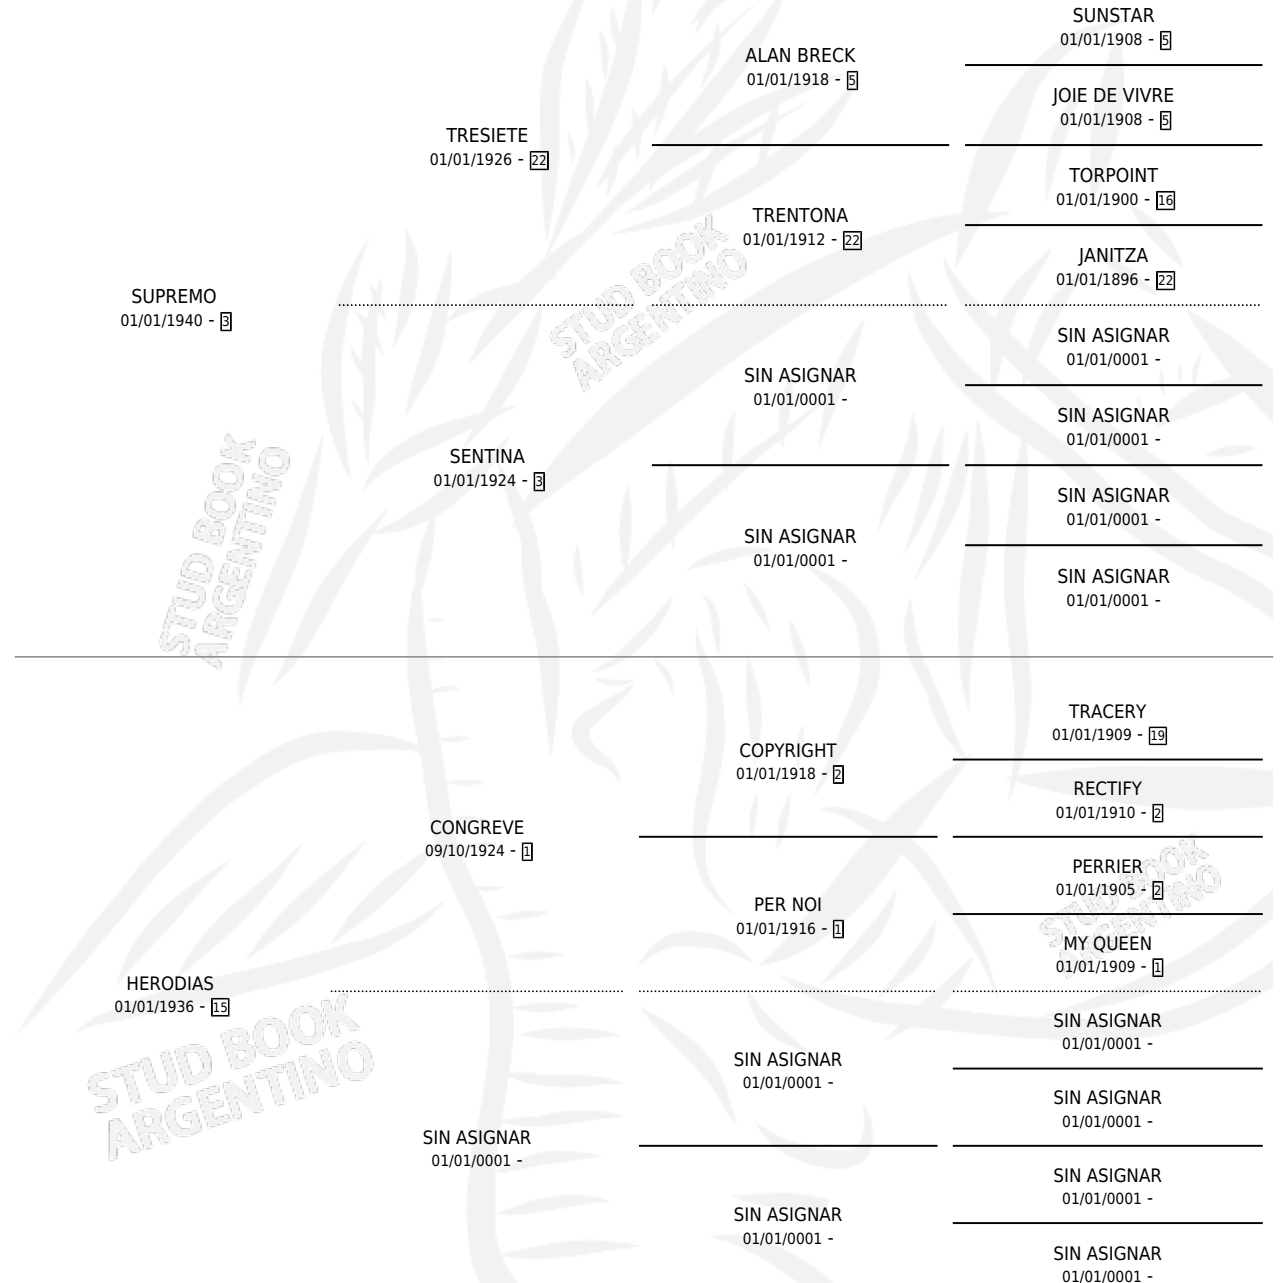 SUNSTAR
01/01/1908 - 5
ALAN BRECK
01/01/1918 - 5
JOIE DE VIVRE
01/01/1908 - 5
TRESIETE
01/01/1926 - 22
TORPOINT
01/01/1900 - 16
TRENTONA
01/01/1912 - 22
JANITZA
01/01/1896 - 22
SUPREMO
01/01/1940 - 3
STUD BOOK
ARGENTINO
SIN ASIGNAR
01/01/0001 -
SIN ASIGNAR
01/01/0001 -
SIN ASIGNAR
01/01/0001 -
SENTINA
01/01/1924 - 3
SIN ASIGNAR
01/01/0001 -
SIN ASIGNAR
01/01/0001 -
SIN ASIGNAR
01/01/0001 -
STUD BOOK
ARGENTINO
TRACERY
01/01/1909 - 19
COPYRIGHT
01/01/1918 - 2
RECTIFY
01/01/1910 - 2
CONGREVE
09/10/1924 - 1
PERRIER
01/01/1905 - 2
PER NOI
01/01/1916 - 1
MY QUEEN
01/01/1909 - 1
STUD BOOK
ARGENTINO
HERODIAS
01/01/1936 - 15
SIN ASIGNAR
01/01/0001 -
SIN ASIGNAR
01/01/0001 -
SIN ASIGNAR
01/01/0001 -
STUD BOOK
ARGENTINO
SIN ASIGNAR
01/01/0001 -
SIN ASIGNAR
01/01/0001 -
SIN ASIGNAR
01/01/0001 -
SIN ASIGNAR
01/01/0001 -